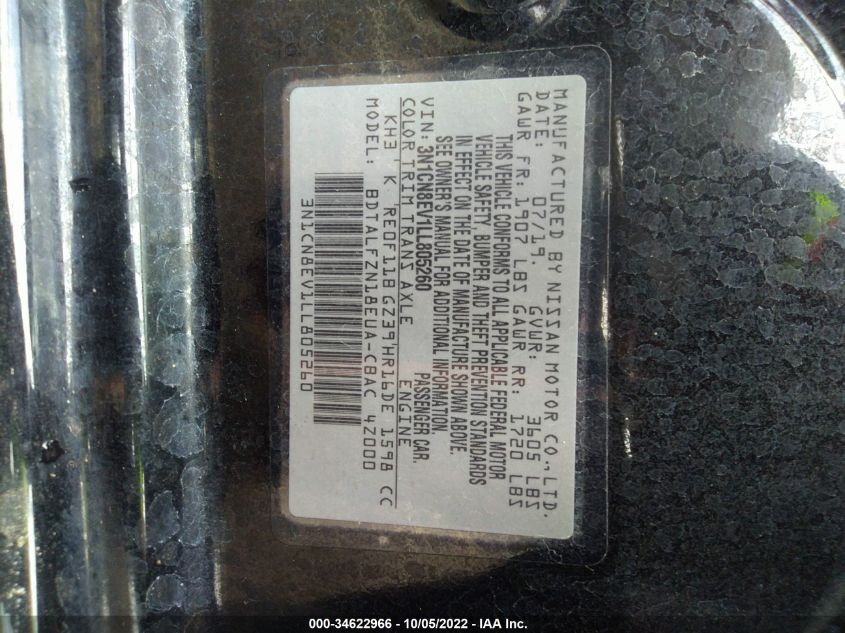 MANUFACTURED BY NISSAN MOTOR CO., LTD.
DATE: 07/19. GVWR: 3605 LBS
GAWR FR: 1907 LBS GAWR RR: 1720 LBS
THIS VEHICLE CONFORMS TO ALL APPLICABLE FEDERAL MOTOR
VEHICLE SAFETY, BUMPER AND THEFT PREVENTION STANDARDS
IN EFFECT ON THE DATE OF MANUFACTURE SHOWN ABOVE.
SEE OWNER'S MANUAL FOR ADDITIONAL INFORMATION.
VIN: 3N1CN8EV1LL805260 PASSENGER CAR.
COLOR TRIM TRANS AXLE ENGINE
KH3 ' K 'RE0F11B GZ39'HR16DE 1598 CC
MODEL: BDTALFZN18EUA-CBAC 4Z000
3N1CN8EV1LL805260
000-34622966 - 10/05/2022 - IAA Inc.